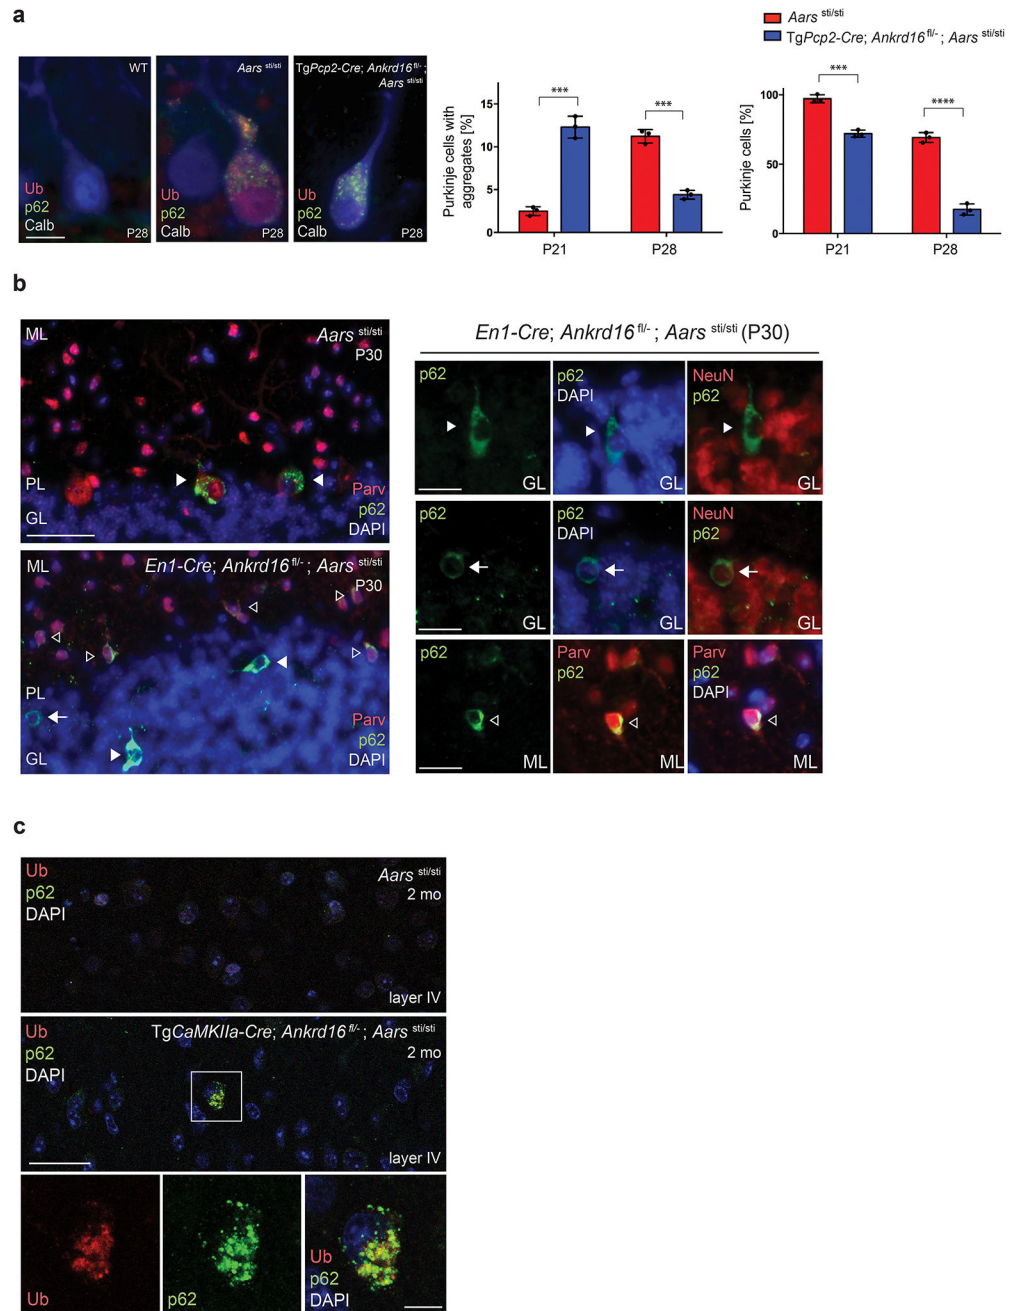 a
Aars sti/sti
TgPcp2-Cre; Ankrd16 fl/-; Aars sti/sti
WT
Ub
p62
Calb
P28
Aars sti/sti
Ub
p62
Calb
P28
TgPcp2-Cre; Ankrd16 fl/-;
Aars sti/sti
Ub
p62
Calb
P28
Purkinje cells with
aggregates [%]
15
10
5
0
***
***
P21
P28
Purkinje cells [%]
100
50
0
***
****
P21
P28
b
ML
Aars sti/sti
P30
PL
GL
Parv
p62
DAPI
ML
En1-Cre; Ankrd16 fl/-; Aars sti/sti
P30
PL
GL
Parv
p62
DAPI
En1-Cre; Ankrd16 fl/-; Aars sti/sti (P30)
p62
GL
p62
DAPI
GL
NeuN
p62
GL
p62
GL
p62
DAPI
GL
NeuN
p62
GL
p62
ML
Parv
p62
ML
Parv
p62
DAPI
ML
c
Ub
p62
DAPI
Aars sti/sti
2 mo
layer IV
Ub
p62
DAPI
TgCaMKIIa-Cre; Ankrd16 fl/-; Aars sti/sti
2 mo
layer IV
Ub
p62
Ub
p62
DAPI